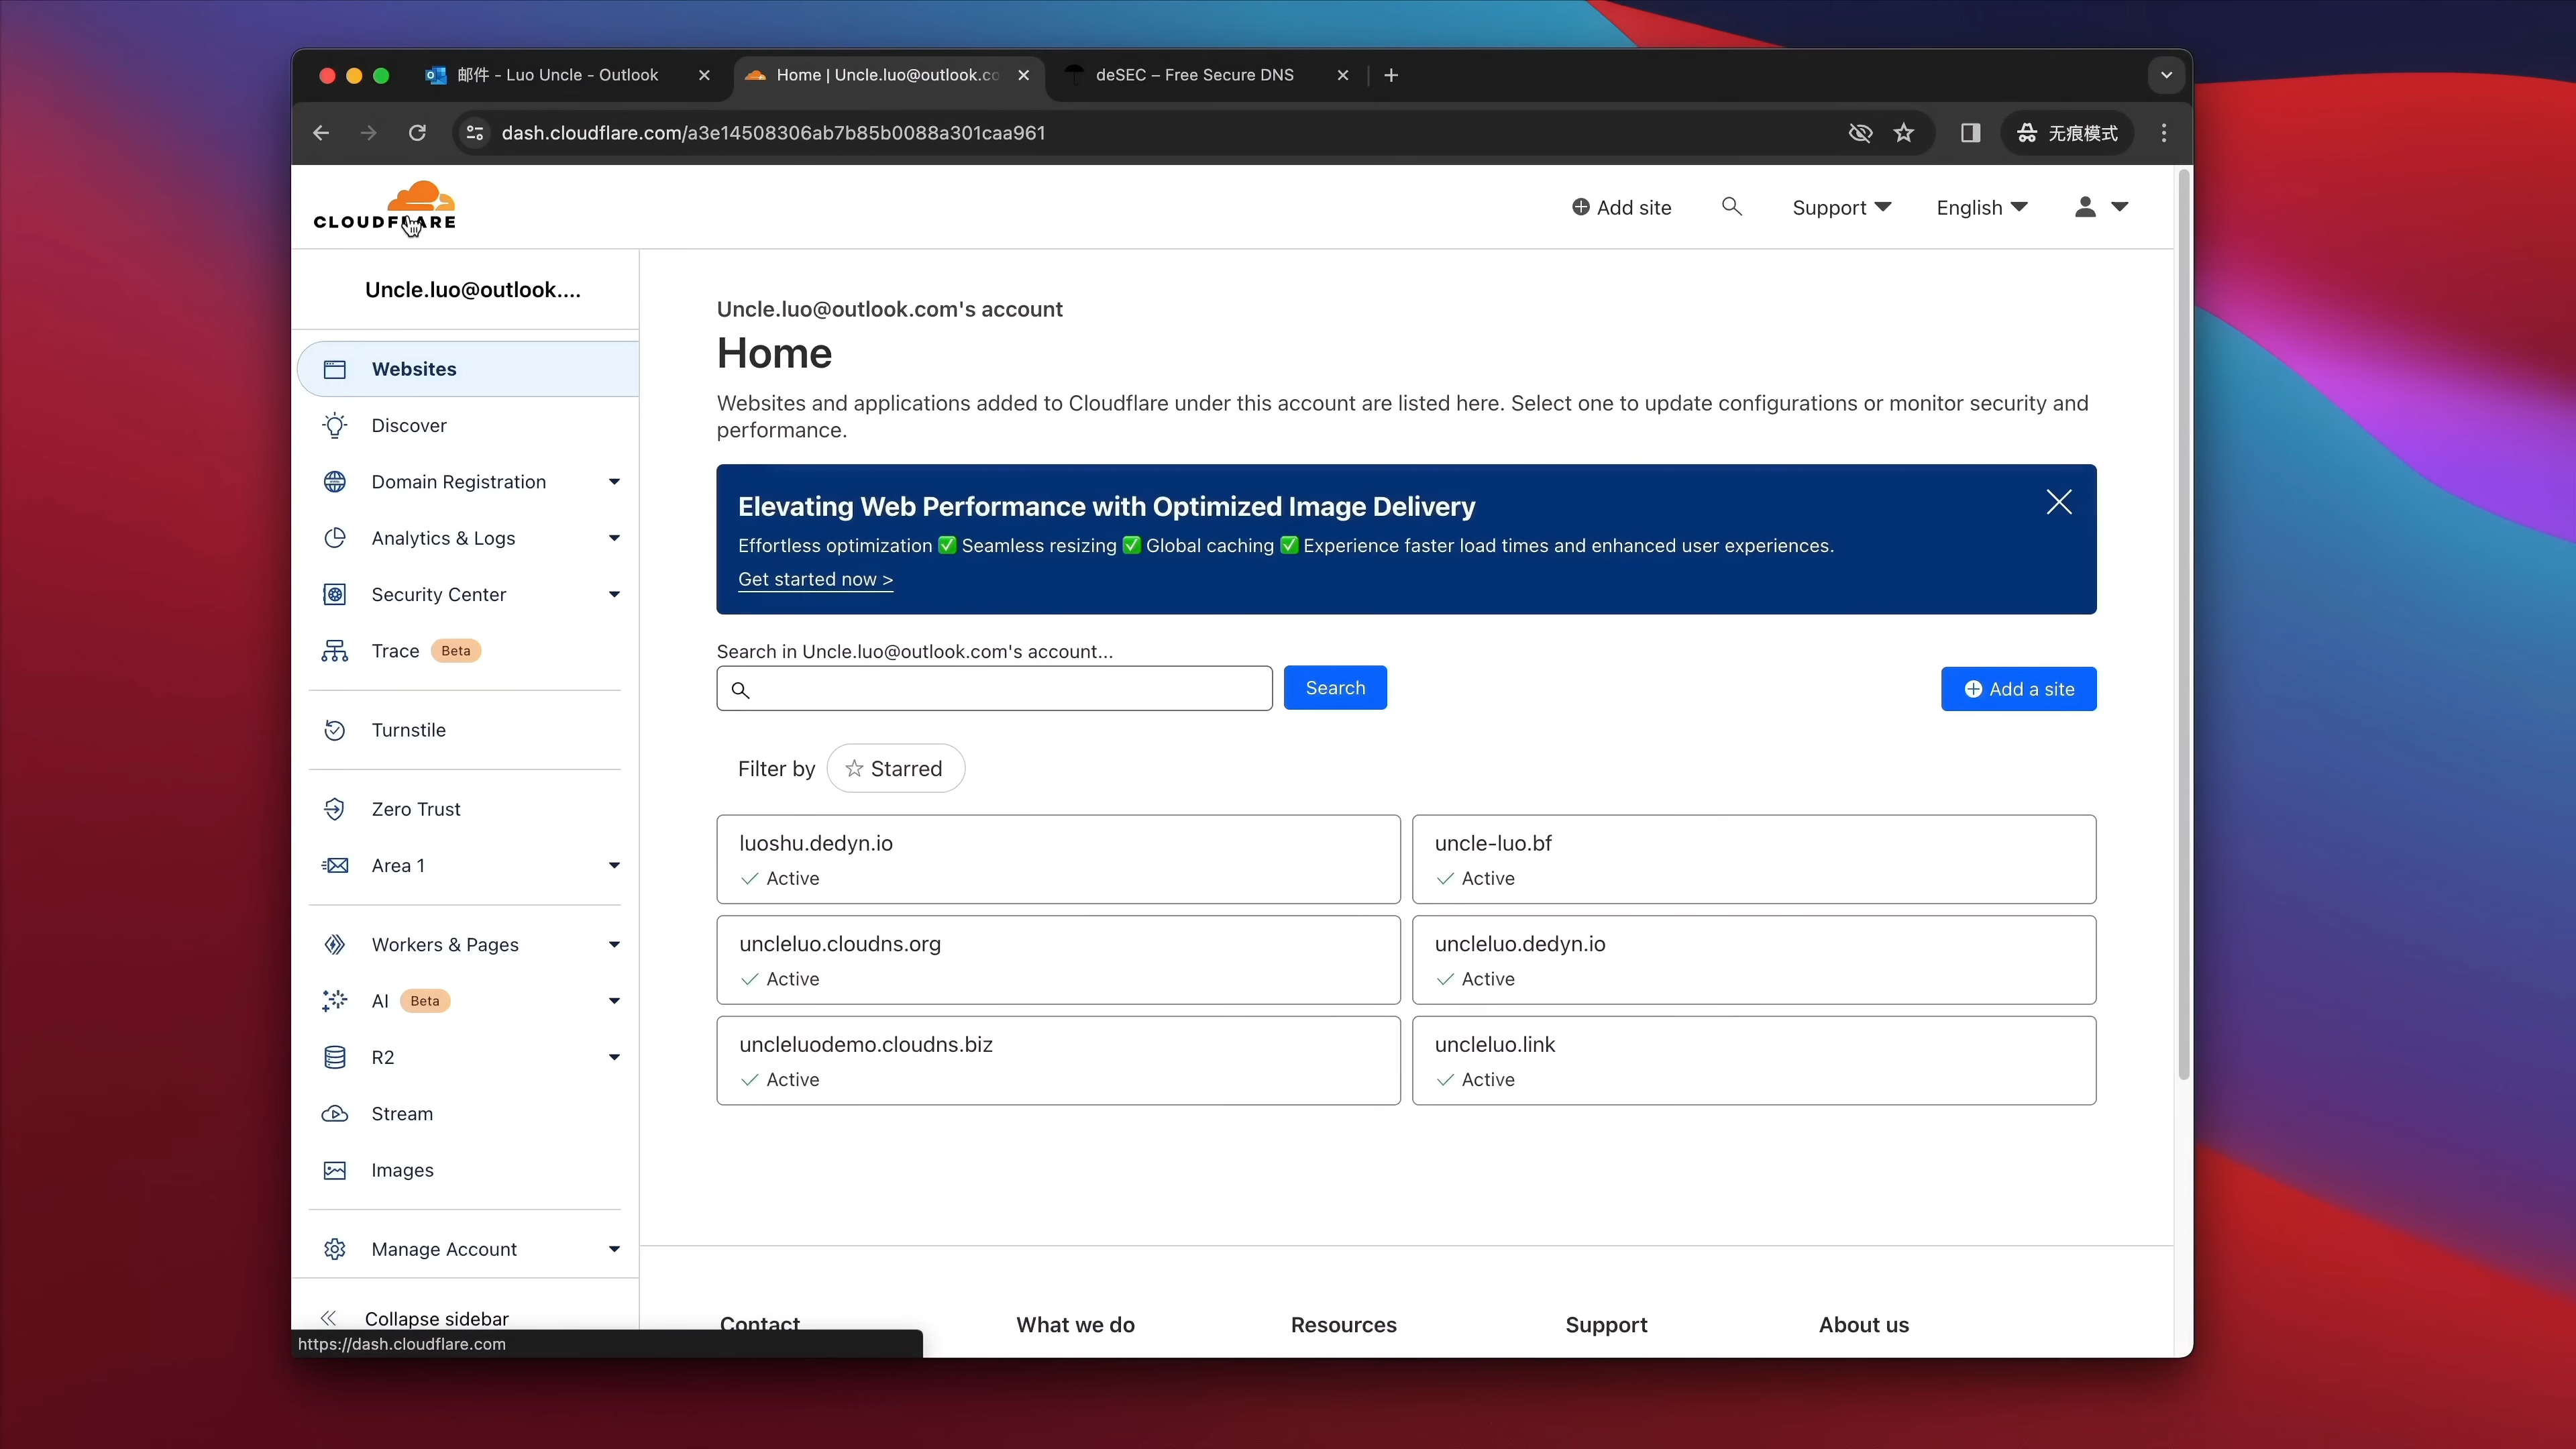 邮件 - Luo Uncle - Outlook
Home | Uncle.luo@outlook.co
deSEC – Free Secure DNS
dash.cloudflare.com/a3e14508306ab7b85b0088a301caa961
无痕模式
CLOUDFLARE
Add site
Support
English
Uncle.luo@outlook....
Websites
Discover
Domain Registration
Analytics & Logs
Security Center
Trace Beta
Turnstile
Zero Trust
Area 1
Workers & Pages
AI Beta
R2
Stream
Images
Manage Account
Collapse sidebar
https://dash.cloudflare.com
Uncle.luo@outlook.com's account
Home
Websites and applications added to Cloudflare under this account are listed here. Select one to update configurations or monitor security and
performance.
Elevating Web Performance with Optimized Image Delivery
Effortless optimization ✅ Seamless resizing ✅ Global caching ✅ Experience faster load times and enhanced user experiences.
Get started now >
Search in Uncle.luo@outlook.com's account...
Search
Add a site
Filter by
Starred
luoshu.dedyn.io
Active
uncle-luo.bf
Active
uncleluo.cloudns.org
Active
uncleluo.dedyn.io
Active
uncleluodemo.cloudns.biz
Active
uncleluo.link
Active
Contact
What we do
Resources
Support
About us